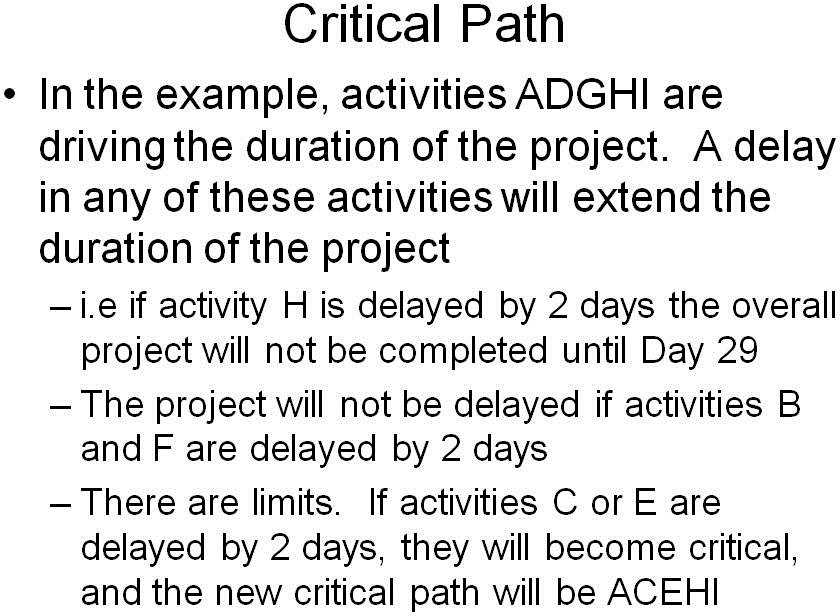 Critical Path
• In the example, activities ADGHI are
driving the duration of the project.  A delay
in any of these activities will extend the
duration of the project
– i.e if activity H is delayed by 2 days the overall
project will not be completed until Day 29
– The project will not be delayed if activities B
and F are delayed by 2 days
– There are limits.  If activities C or E are
delayed by 2 days, they will become critical,
and the new critical path will be ACEHI